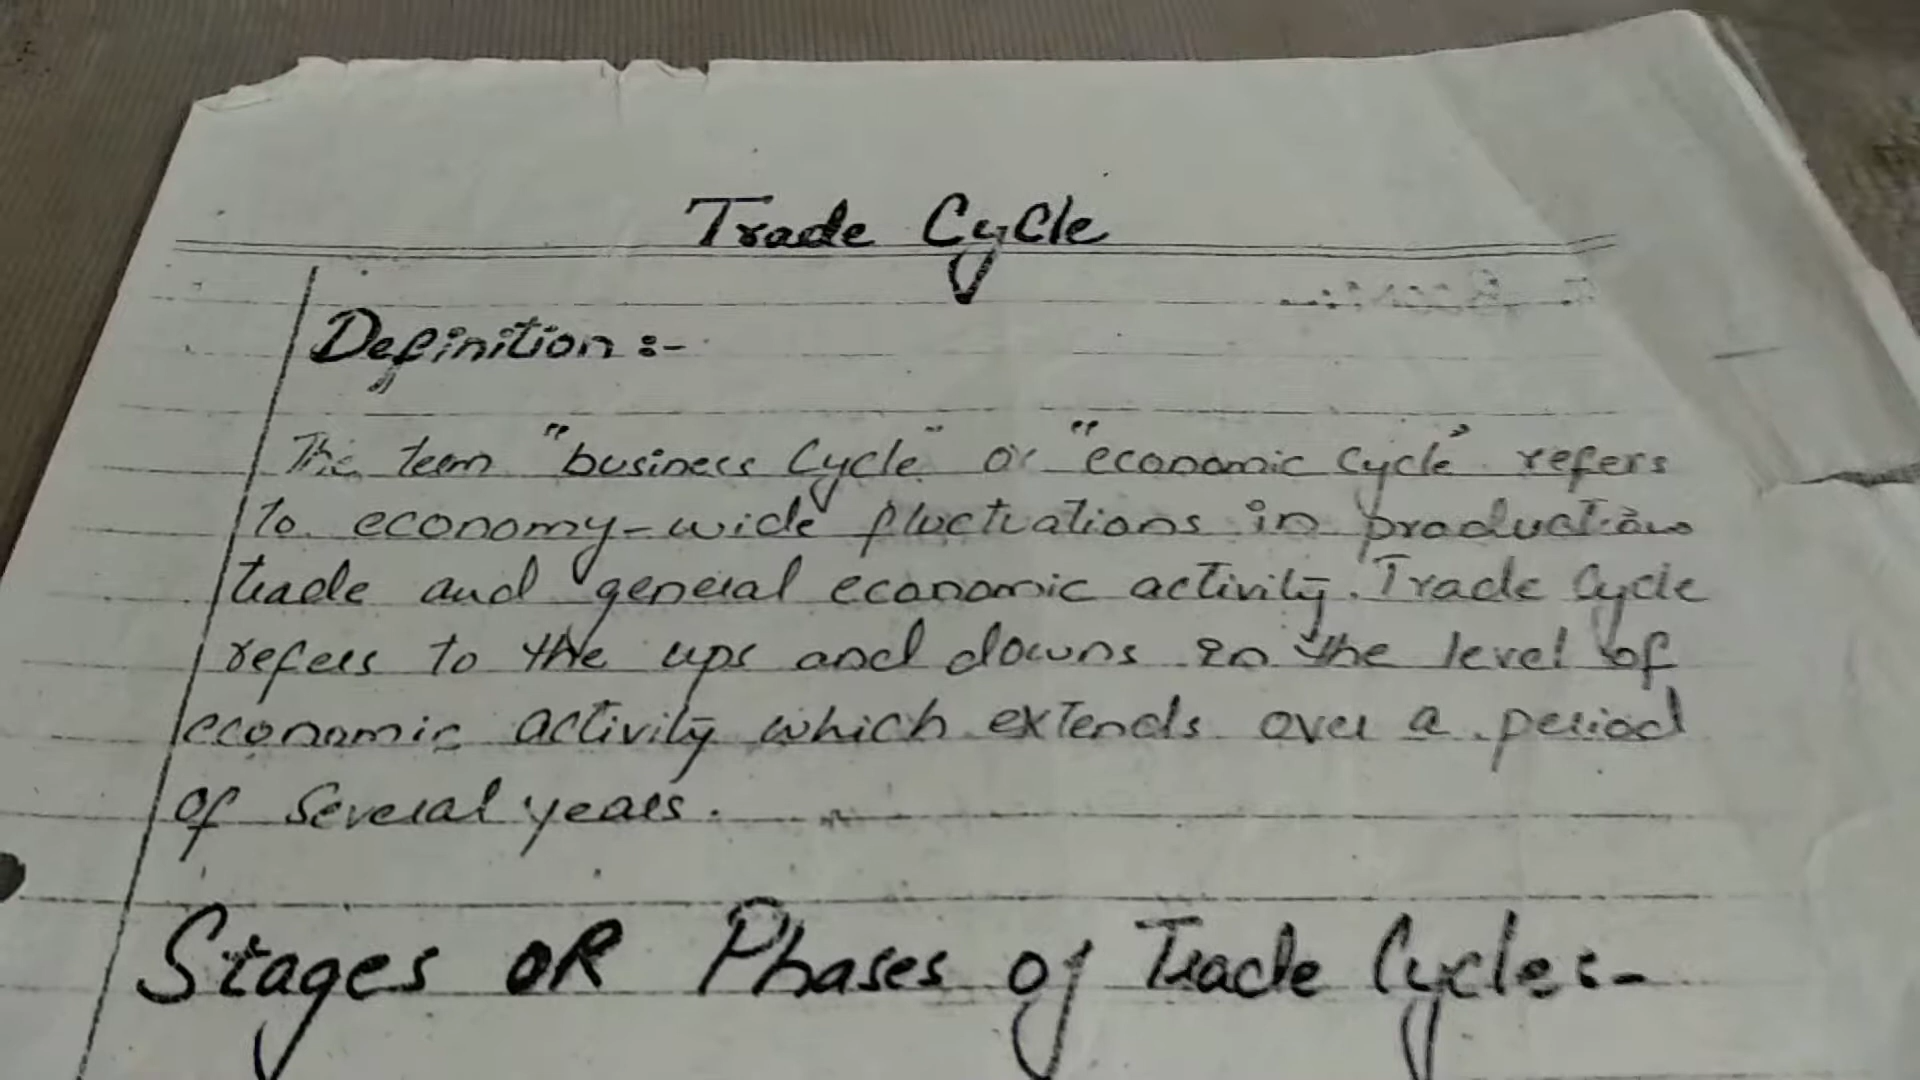 Trade Cycle
Definition :-
The term "business Cycle" or "economic Cycle" refers
to economy-wide fluctuations in production
trade and general economic activity. Trade Cycle
refers to the ups and downs in the level of
economic activity which extends over a period
of Several years.
Stages OR Phases of Trade Cycle:-